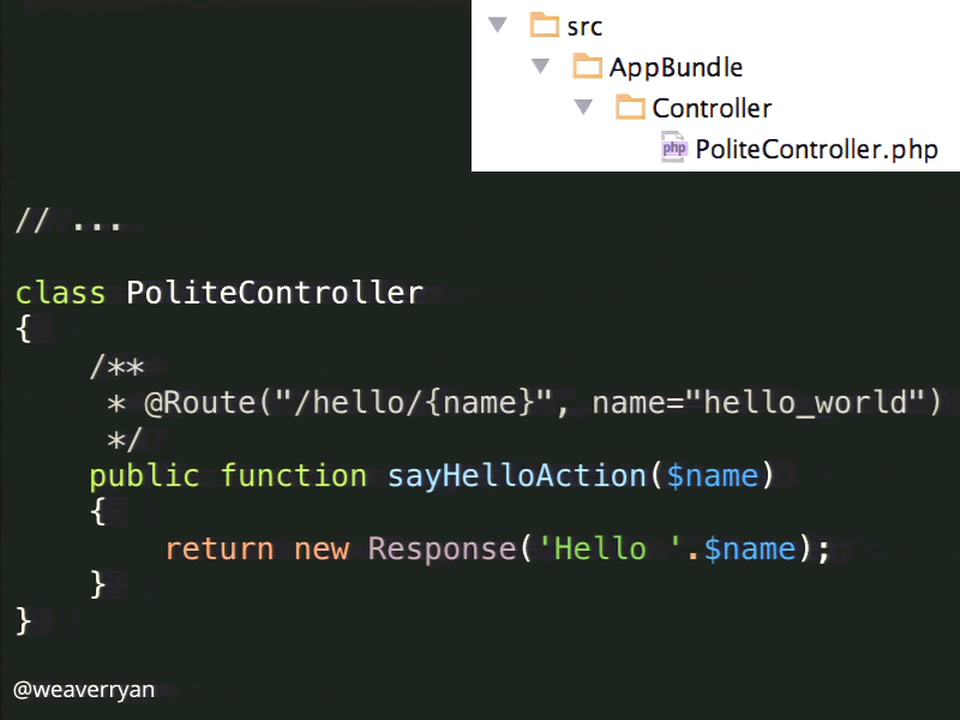 src
AppBundle
Controller
php PoliteController.php
// ...
class PoliteController
{
    /**
     * @Route("/hello/{name}", name="hello_world")
     */
    public function sayHelloAction($name)
    {
        return new Response('Hello '.$name);
    }
}
@weaverryan